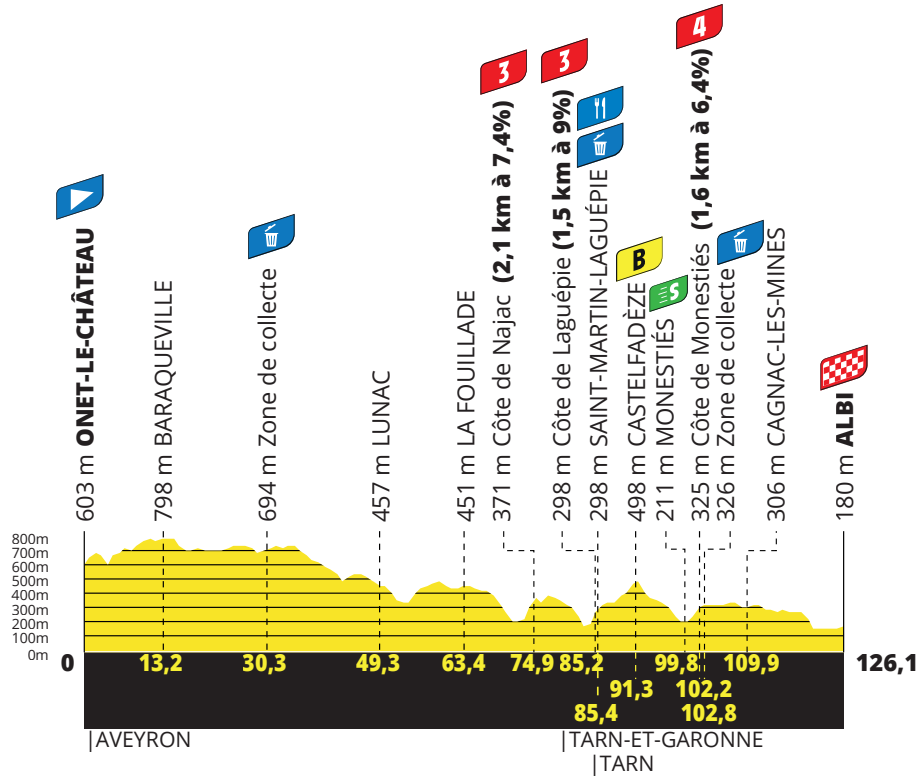 3
3
4
B
S
603 m ONET-LE-CHÂTEAU
798 m BARAQUEVILLE
694 m Zone de collecte
457 m LUNAC
451 m LA FOUILLADE
371 m Côte de Najac (2,1 km à 7,4%)
298 m Côte de Laguépie (1,5 km à 9%)
298 m SAINT-MARTIN-LAGUÉPIE
498 m CASTELFADÈZE
211 m MONESTIÉS
325 m Côte de Monestiés (1,6 km à 6,4%)
326 m Zone de collecte
306 m CAGNAC-LES-MINES
180 m ALBI
800m
700m
600m
500m
400m
300m
200m
100m
0m
0 13,2 30,3 49,3 63,4 74,9 85,2 99,8 109,9 126,1
91,3 102,2
85,4 102,8
|AVEYRON |TARN-ET-GARONNE
|TARN